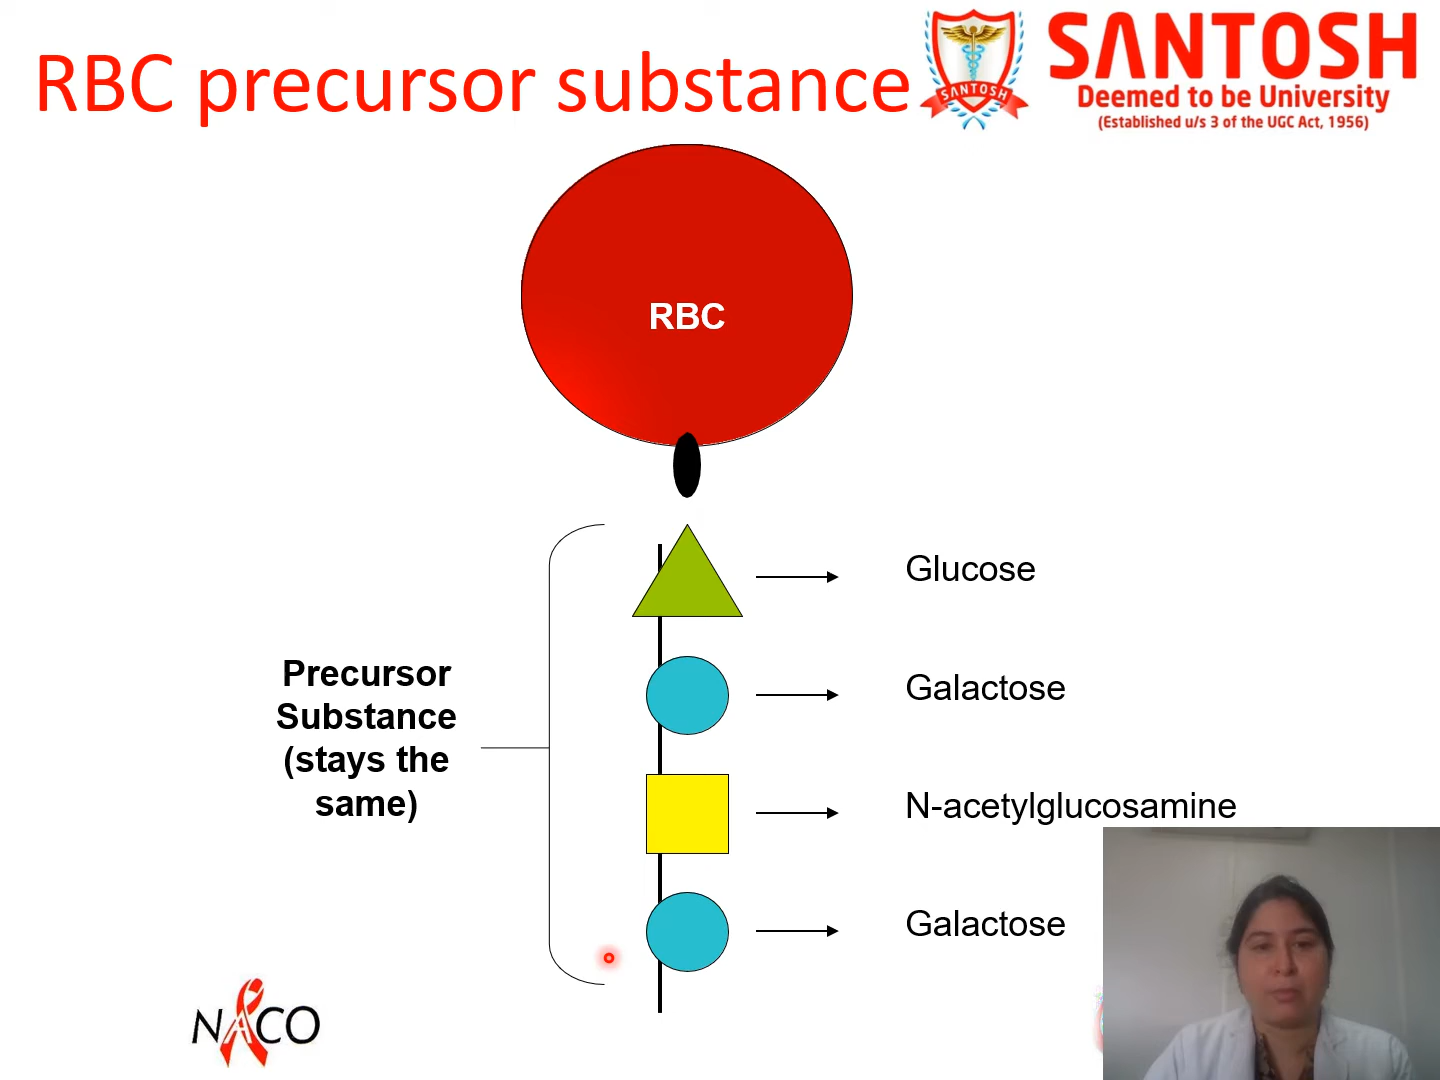 RBC precursor substance
SANTOSH
SANTOSH
Deemed to be University
(Established u/s 3 of the UGC Act, 1956)
RBC
Glucose
Galactose
Precursor
Substance
(stays the
same)
N-acetylglucosamine
Galactose
NACO